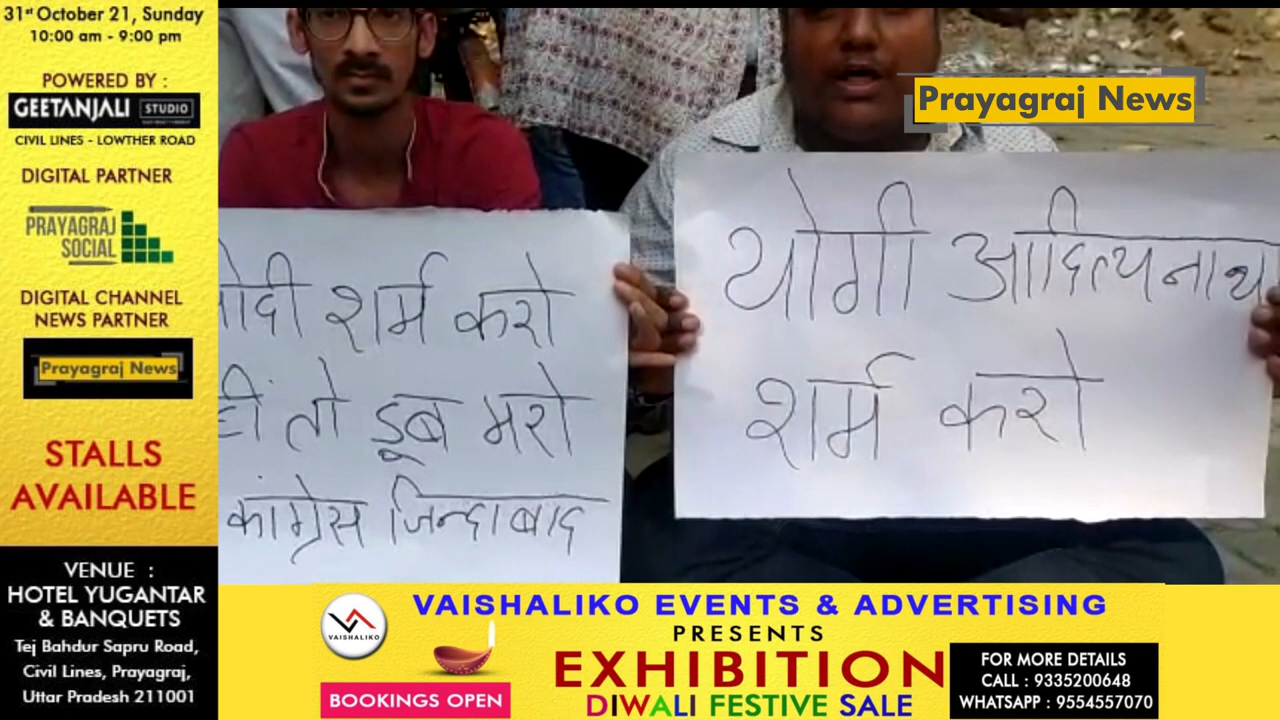 31st October 21, Sunday
10:00 am - 9:00 pm
POWERED BY :
GEETANJALI STUDIO
CIVIL LINES - LOWTHER ROAD
DIGITAL PARTNER
PRAYAGRAJ
SOCIAL
DIGITAL CHANNEL
NEWS PARTNER
Prayagraj News
STALLS
AVAILABLE
VENUE :
HOTEL YUGANTAR
& BANQUETS
Tej Bahdur Sapru Road,
Civil Lines, Prayagraj,
Uttar Pradesh 211001
Prayagraj News
शर्म करो
तो डूब मरो
कांग्रेस जिन्दाबाद
योगी आदित्यनाथ
शर्म करो
VAISHALIKO
VAISHALIKO EVENTS & ADVERTISING
PRESENTS
EXHIBITION
DIWALI FESTIVE SALE
BOOKINGS OPEN
FOR MORE DETAILS
CALL : 9335200648
WHATSAPP : 9554557070